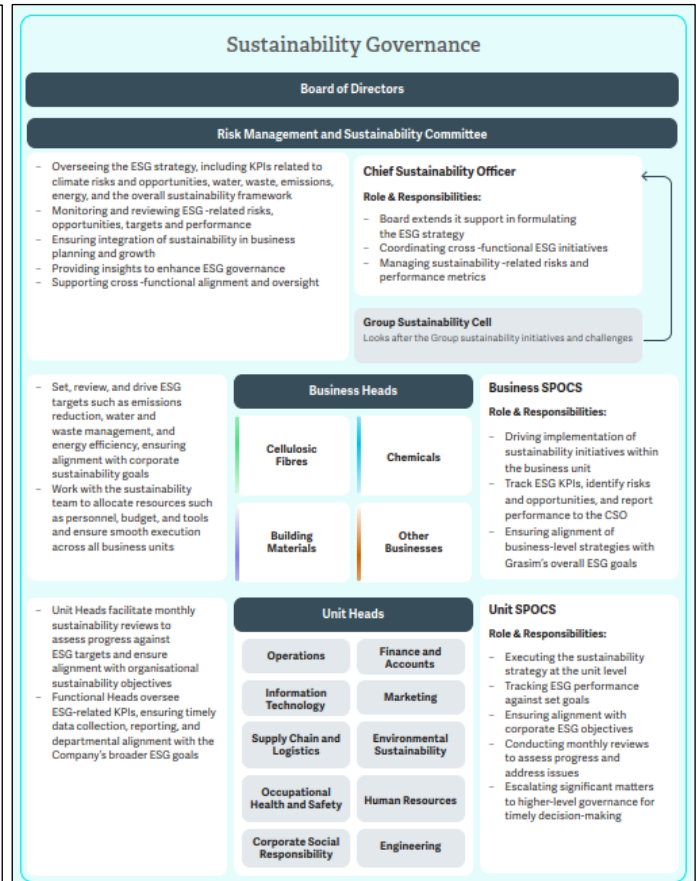 Sustainability Governance
Board of Directors
Risk Management and Sustainability Committee
– Overseeing the ESG strategy, including KPIs related to
climate risks and opportunities, water, waste, emissions,
energy, and the overall sustainability framework
– Monitoring and reviewing ESG -related risks,
opportunities, targets and performance
– Ensuring integration of sustainability in business
planning and growth
– Providing insights to enhance ESG governance
– Supporting cross -functional alignment and oversight
Chief Sustainability Officer
Role & Responsibilities:
– Board extends it support in formulating
the ESG strategy
– Coordinating cross -functional ESG initiatives
– Managing sustainability -related risks and
performance metrics
Group Sustainability Cell
Looks after the Group sustainability initiatives and challenges
– Set, review, and drive ESG
targets such as emissions
reduction, water and
waste management, and
energy efficiency, ensuring
alignment with corporate
sustainability goals
– Work with the sustainability
team to allocate resources such
as personnel, budget, and tools
and ensure smooth execution
across all business units
Business Heads
Cellulosic
Fibres
Chemicals
Building
Materials
Other
Businesses
Business SPOCS
Role & Responsibilities:
– Driving implementation of
sustainability initiatives within
the business unit
– Track ESG KPIs, identify risks
and opportunities, and report
performance to the CSO
– Ensuring alignment of
business-level strategies with
Grasim's overall ESG goals
– Unit Heads facilitate monthly
sustainability reviews to
assess progress against
ESG targets and ensure
alignment with organisational
sustainability objectives
– Functional Heads oversee
ESG-related KPIs, ensuring timely
data collection, reporting, and
departmental alignment with the
Company's broader ESG goals
Unit Heads
Operations
Finance and
Accounts
Information
Technology
Marketing
Supply Chain and
Logistics
Environmental
Sustainability
Occupational
Health and Safety
Human Resources
Corporate Social
Responsibility
Engineering
Unit SPOCS
Role & Responsibilities:
– Executing the sustainability
strategy at the unit level
– Tracking ESG performance
against set goals
– Ensuring alignment with
corporate ESG objectives
– Conducting monthly reviews
to assess progress and
address issues
– Escalating significant matters
to higher-level governance for
timely decision-making